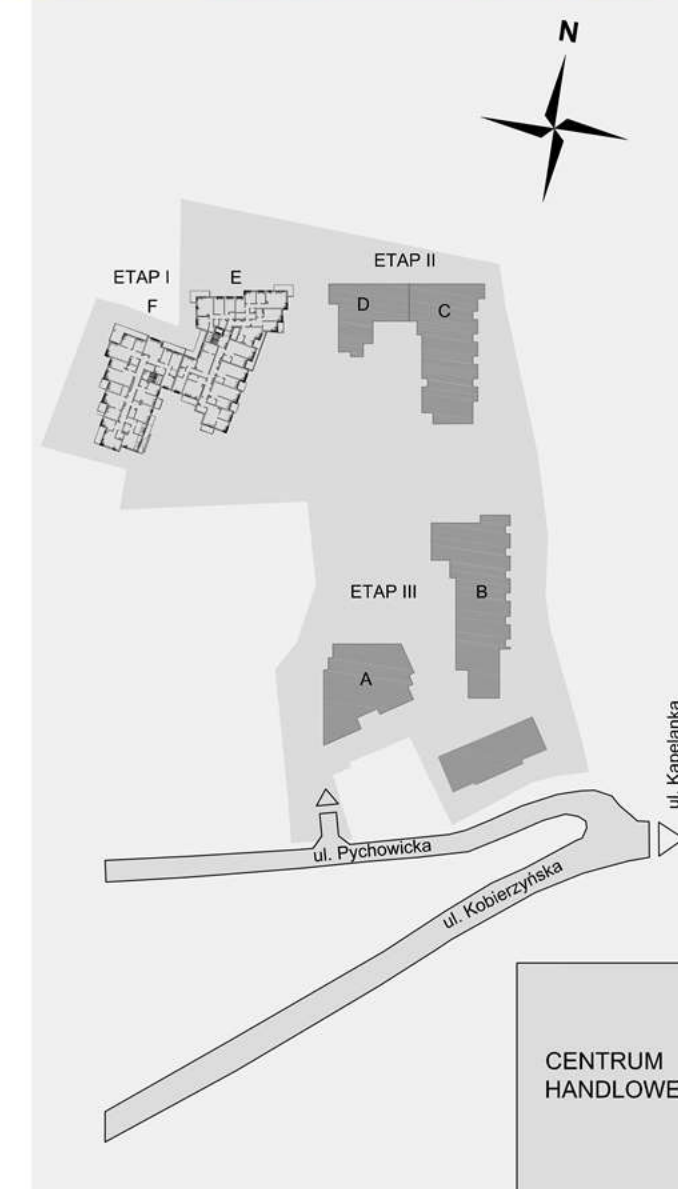 N
ETAP II
ETAP I
E
F
D
C
ETAP III
B
A
ul. Kapelanka
ul. Pychowicka
ul. Kobierzyńska
CENTRUM
HANDLOWE